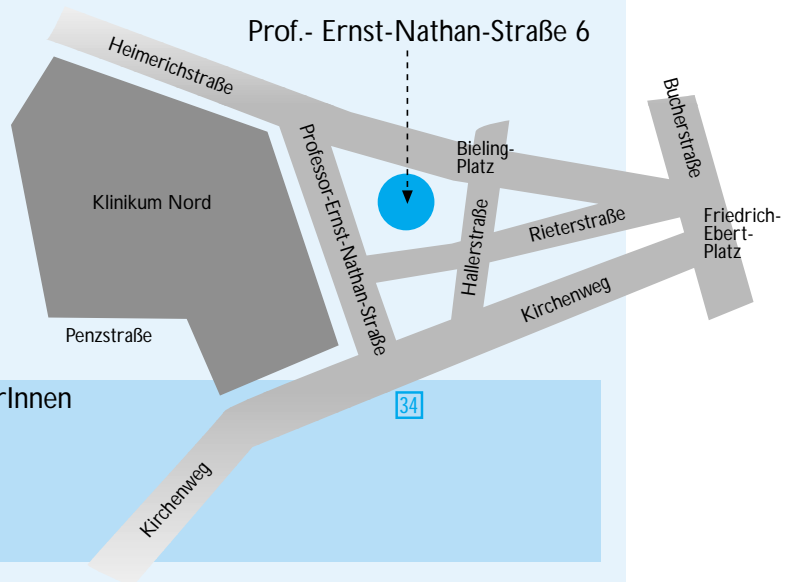 Prof.- Ernst-Nathan-Straße 6
Heimerichstraße
Bucherstraße
Professor-Ernst-Nathan-Straße
Bieling-
Platz
Klinikum Nord
Rieterstraße
Friedrich-
Ebert-
Platz
Hallerstraße
Kirchenweg
Penzstraße
rInnen
34
Kirchenweg